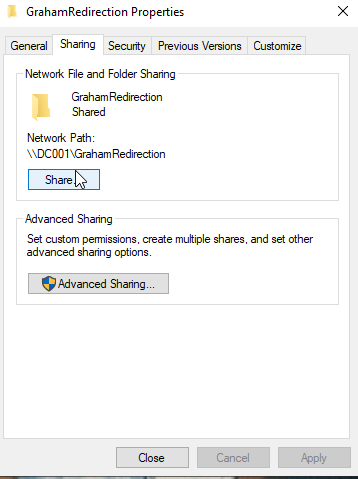 GrahamRedirection Properties
General
Sharing
Security
Previous Versions
Customize
Network File and Folder Sharing
GrahamRedirection
Shared
Network Path:
\\DC001\GrahamRedirection
Share
Advanced Sharing
Set custom permissions, create multiple shares, and set other
advanced sharing options.
Advanced Sharing...
Close
Cancel
Apply